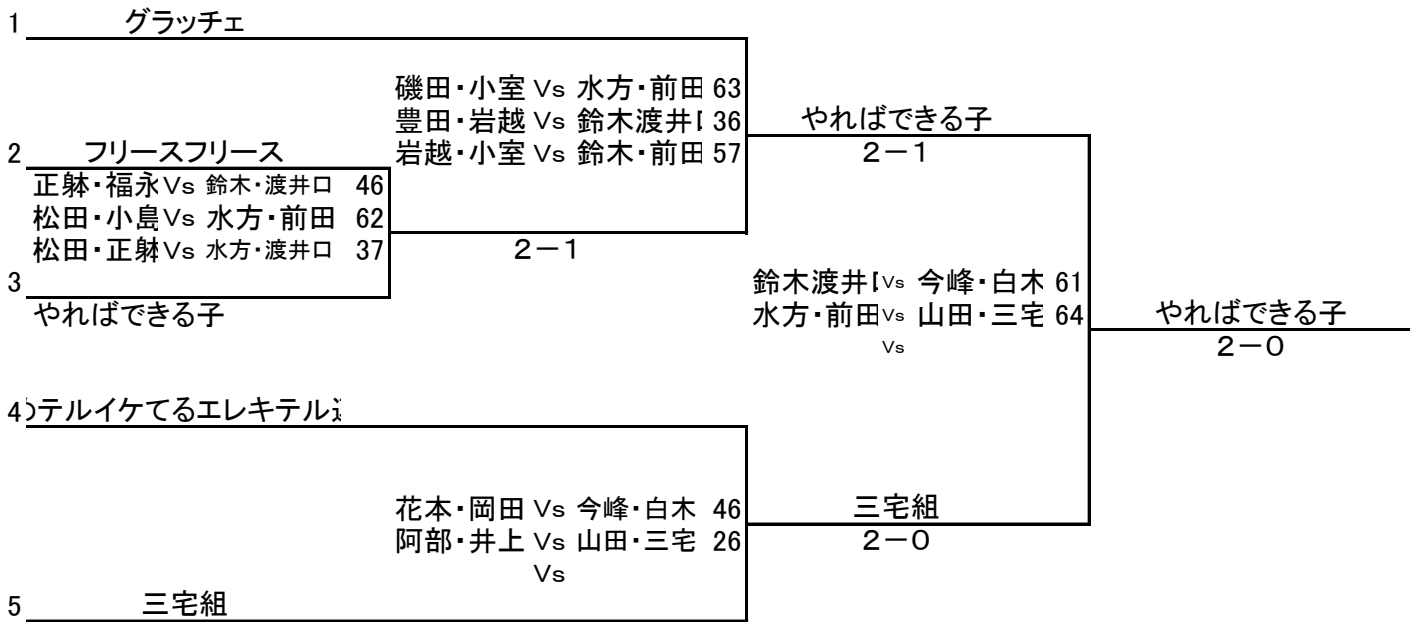 1 グラッチェ
磯田・小室 Vs 水方・前田 63
豊田・岩越 Vs 鈴木渡井 36
岩越・小室 Vs 鈴木・前田 57
やればできる子
2－1
2 フリースフリース
正躰・福永 Vs 鈴木・渡井口 46
松田・小島 Vs 水方・前田 62
松田・正躰 Vs 水方・渡井口 37
2－1
3
やればできる子
鈴木渡井 Vs 今峰・白木 61
水方・前田 Vs 山田・三宅 64
Vs
やればできる子
2－0
4 テルイケてるエレキテル
花本・岡田 Vs 今峰・白木 46
阿部・井上 Vs 山田・三宅 26
Vs
三宅組
2－0
5 三宅組